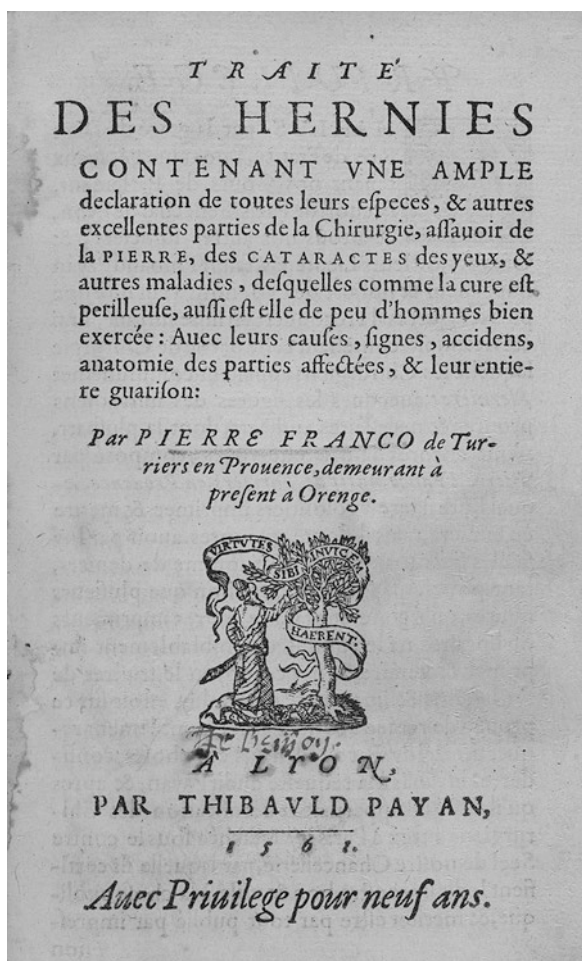 TRAITE
DES HERNIES
CONTENANT VNE AMPLE
declaration de toutes leurs eſpeces, & autres
excellentes parties de la Chirurgie, aſſauoir de
la PIERRE, des CATARACTES des yeux, &
autres maladies, deſquelles comme la cure eſt
perilleuſe, auſſi eſt elle de peu d'hommes bien
exercée : Auec leurs cauſes, ſignes, accidens,
anatomie des parties affectées, & leur entie-
re guariſon:
Par PIERRE FRANCO de Tur-
riers en Prouence, demeurant à
preſent à Orenge.
VIRTVTES
SIBI INVICEM
HAERENT.
A LYON,
PAR THIBAVLD PAYAN,
1561.
Auec Priuilege pour neuf ans.